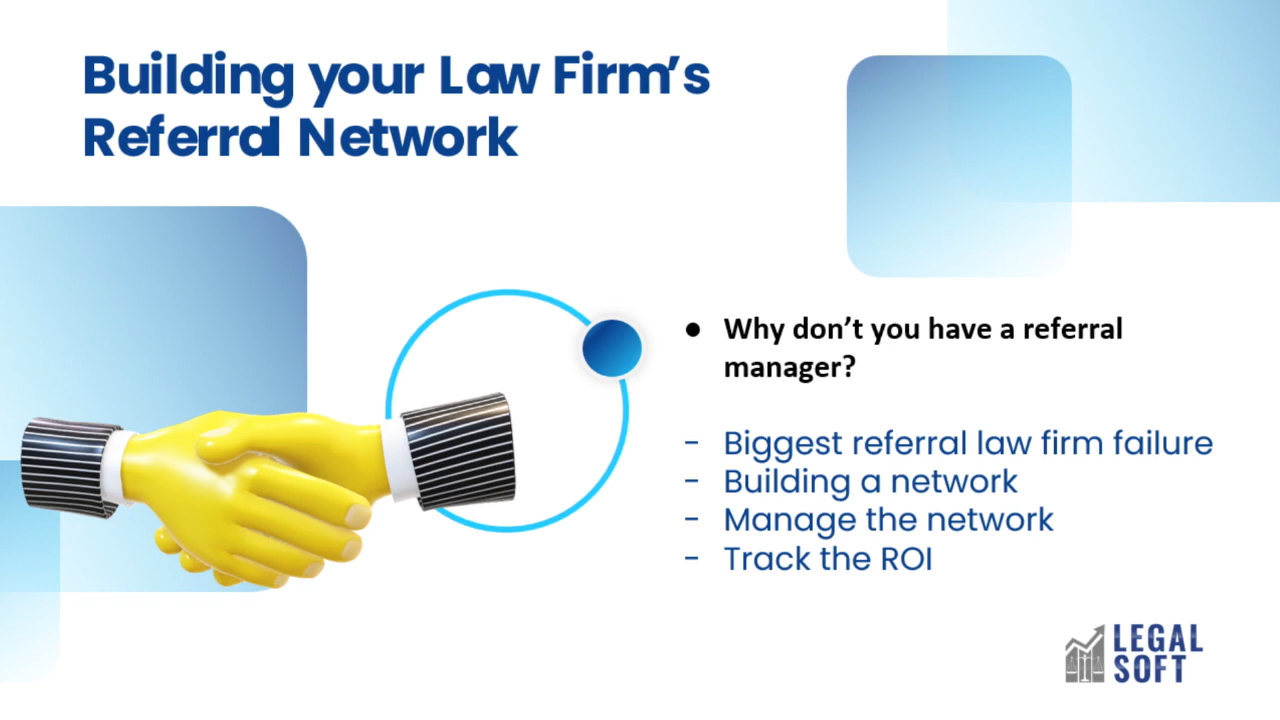 Building your Law Firm’s
Referral Network
● Why don’t you have a referral
manager?
- Biggest referral law firm failure
- Building a network
- Manage the network
- Track the ROI
LEGAL
SOFT